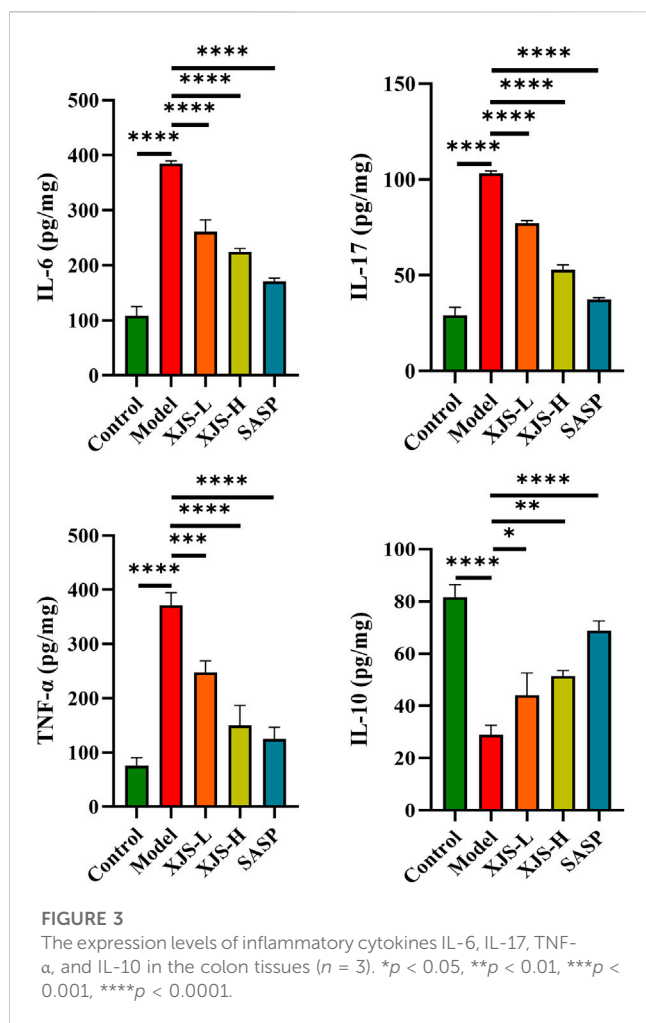 ****
****
****
****
500
400
300
200
100
0
IL-6 (pg/mg)
Control
Model
XJS-L
XJS-H
SASP
****
****
****
****
150
100
50
0
IL-17 (pg/mg)
Control
Model
XJS-L
XJS-H
SASP
****
****
***
****
500
400
300
200
100
0
TNF-α (pg/mg)
Control
Model
XJS-L
XJS-H
SASP
****
**
*
****
100
80
60
40
20
0
IL-10 (pg/mg)
Control
Model
XJS-L
XJS-H
SASP
FIGURE 3
The expression levels of inflammatory cytokines IL-6, IL-17, TNF-
α, and IL-10 in the colon tissues (n = 3). *p < 0.05, **p < 0.01, ***p <
0.001, ****p < 0.0001.